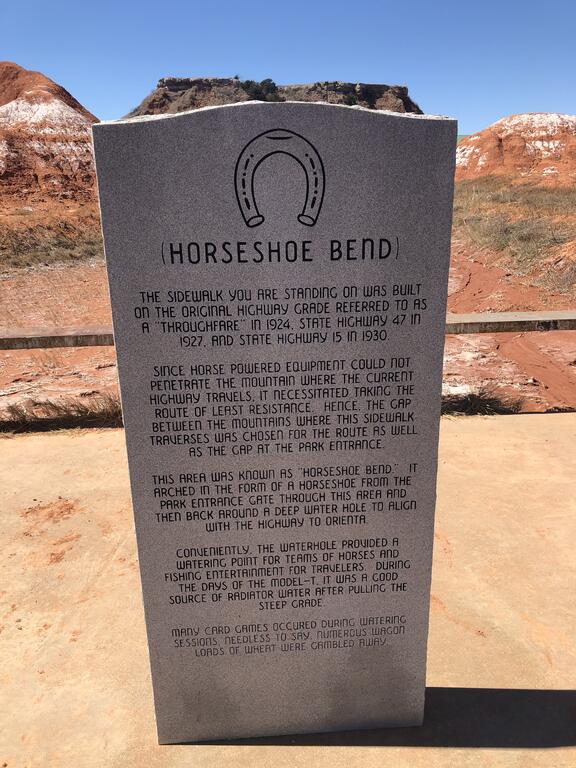 (HORSESHOE BEND)
THE SIDEWALK YOU ARE STANDING ON WAS BUILT
ON THE ORIGINAL HIGHWAY GRADE REFERRED TO AS
A "THROUGHFARE" IN 1924, STATE HIGHWAY 47 IN
1927, AND STATE HIGHWAY 15 IN 1930.
SINCE HORSE POWERED EQUIPMENT COULD NOT
PENETRATE THE MOUNTAIN WHERE THE CURRENT
HIGHWAY TRAVELS, IT NECESSITATED TAKING THE
ROUTE OF LEAST RESISTANCE. HENCE, THE GAP
BETWEEN THE MOUNTAINS WHERE THIS SIDEWALK
TRAVERSES WAS CHOSEN FOR THE ROUTE AS WELL
AS THE GAP AT THE PARK ENTRANCE.
THIS AREA WAS KNOWN AS "HORSESHOE BEND." IT
ARCHED IN THE FORM OF A HORSESHOE FROM THE
PARK ENTRANCE GATE THROUGH THIS AREA AND
THEN BACK AROUND A DEEP WATER HOLE TO ALIGN
WITH THE HIGHWAY TO ORIENTA.
CONVENIENTLY, THE WATERHOLE PROVIDED A
WATERING POINT FOR TEAMS OF HORSES AND
FISHING ENTERTAINMENT FOR TRAVELERS. DURING
THE DAYS OF THE MODEL-T, IT WAS A GOOD
SOURCE OF RADIATOR WATER AFTER PULLING THE
STEEP GRADE.
MANY CARD GAMES OCCURED DURING WATERING
SESSIONS, NEEDLESS TO SAY, NUMEROUS WAGON
LOADS OF WHEAT WERE GAMBLED AWAY.